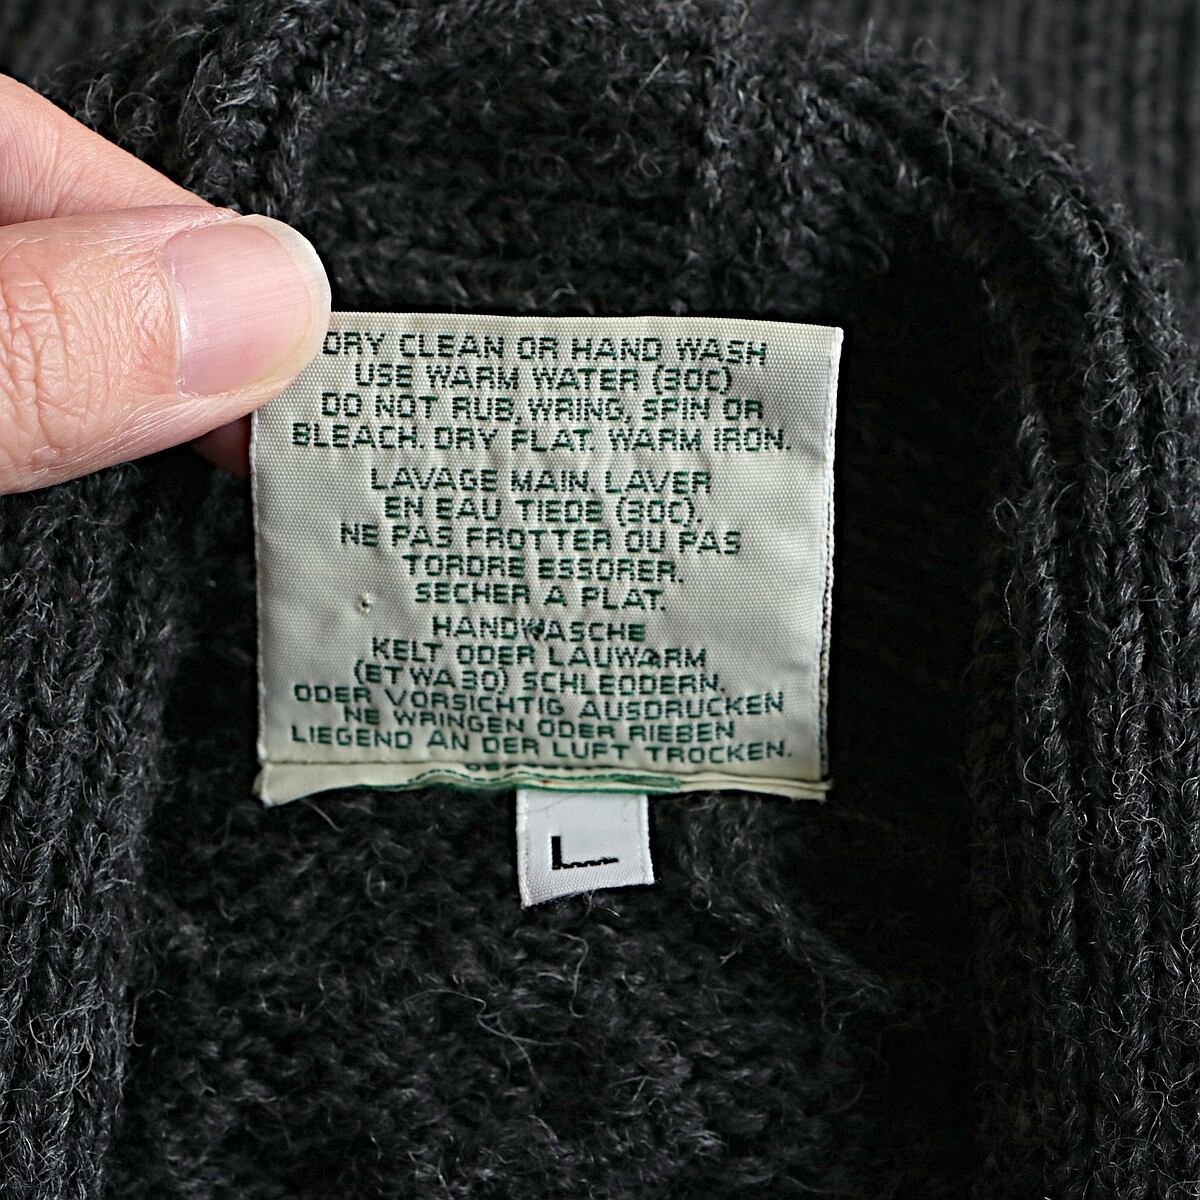 DRY CLEAN OR HAND WASH
USE WARM WATER (30C)
DO NOT RUB, WRING, SPIN OR
BLEACH. DRY FLAT. WARM IRON.
LAVAGE MAIN, LAVER
EN EAU TIEDE (30C),
NE PAS FROTTER OU PAS
TORDRE ESSORER.
SECHER A PLAT.
HANDWASCHE
KELT ODER LAUWARM
(ETWA30) SCHLEODERN,
ODER VORSICHTIG AUSDRUCKEN
NE WRINGEN ODER RIEBEN
LIEGEND AN DER LUFT TROCKEN.
L